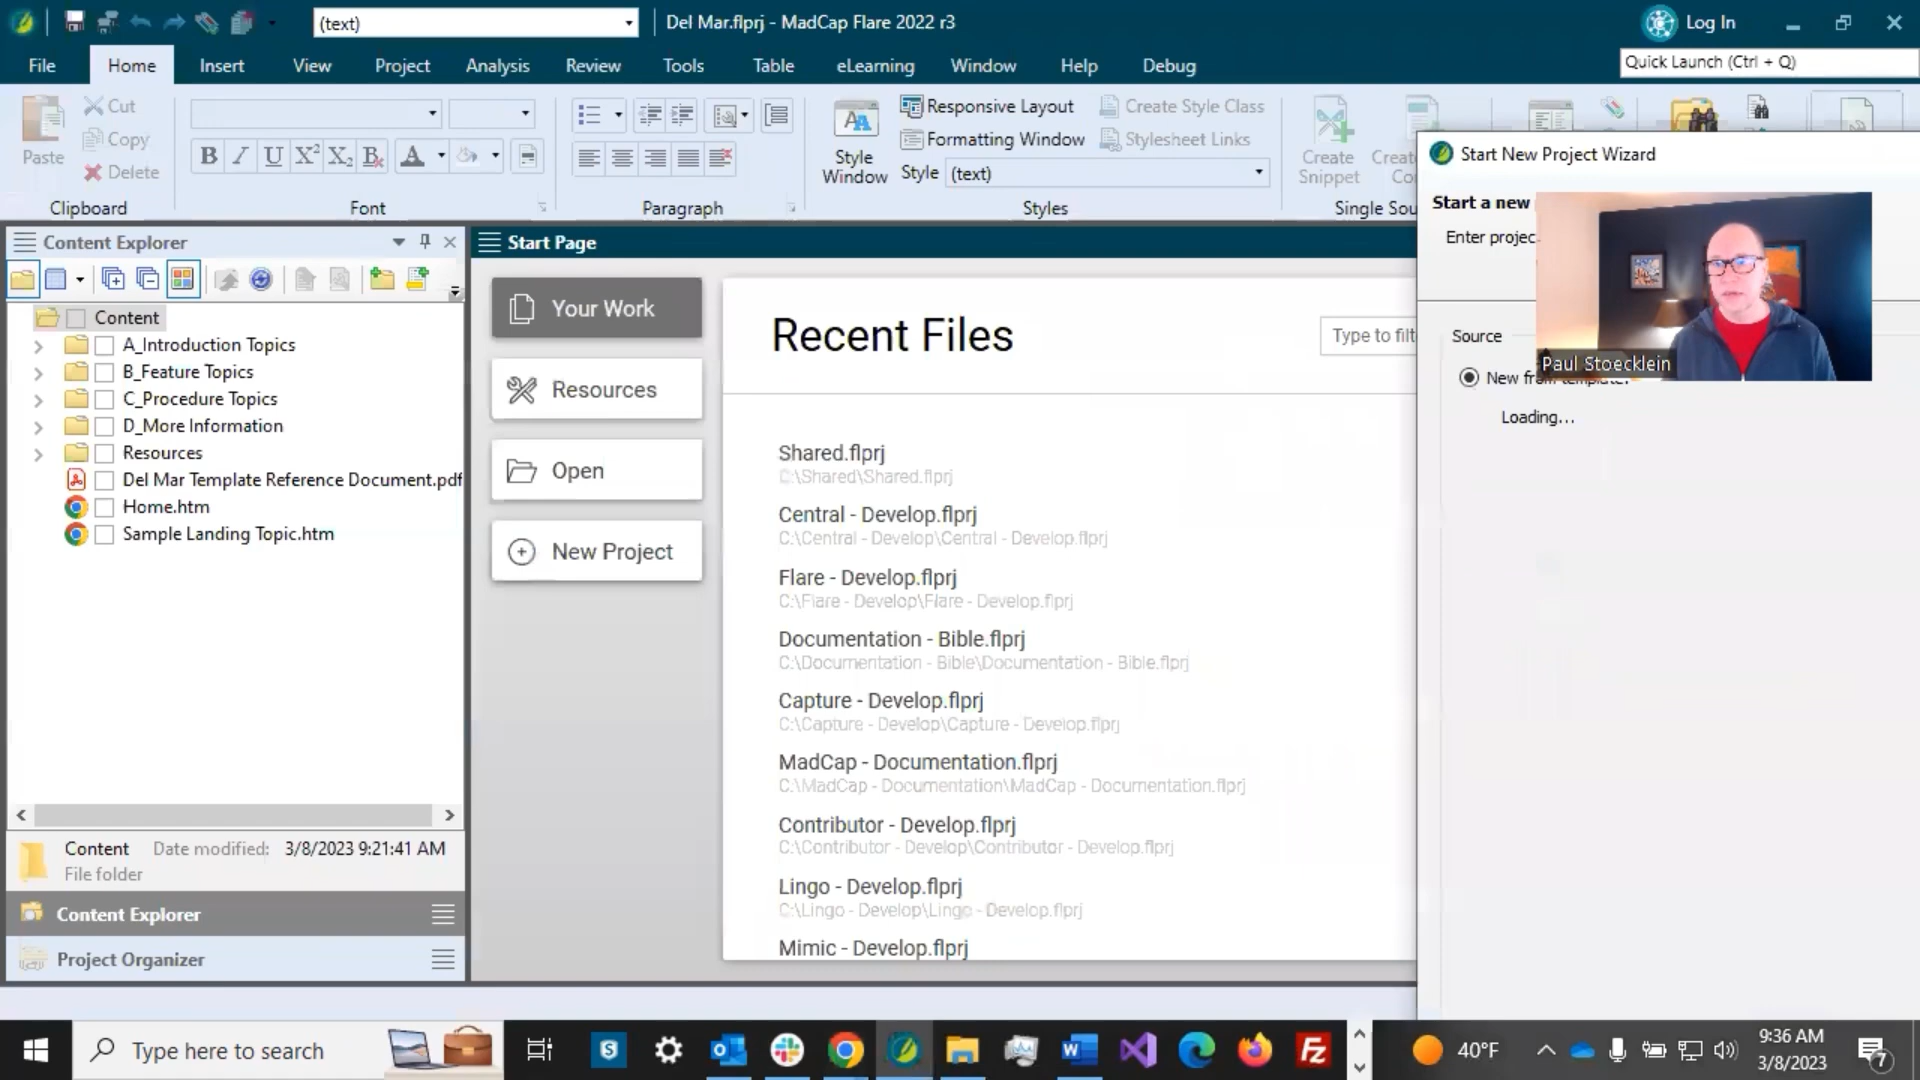 (text)
Del Mar.flprj - MadCap Flare 2022 r3
Log In
File
Home
Insert
View
Project
Analysis
Review
Tools
Table
eLearning
Window
Help
Debug
Quick Launch (Ctrl + Q)
Paste
Cut
Copy
Delete
Clipboard
B I U X² X₂ B A
Font
Paragraph
Style
Window
Responsive Layout
Formatting Window
Style (text)
Create Style Class
Stylesheet Links
Styles
Create
Snippet
Single Sou
Start New Project Wizard
Start a new
Enter projec
Source
New from template:
Loading...
Paul Stoecklein
Content Explorer
Content
A_Introduction Topics
B_Feature Topics
C_Procedure Topics
D_More Information
Resources
Del Mar Template Reference Document.pdf
Home.htm
Sample Landing Topic.htm
Content Date modified: 3/8/2023 9:21:41 AM
File folder
Content Explorer
Project Organizer
Start Page
Your Work
Resources
Open
New Project
Recent Files
Type to filt
Shared.flprj
C:\Shared\Shared.flprj
Central - Develop.flprj
C:\Central - Develop\Central - Develop.flprj
Flare - Develop.flprj
C:\Flare - Develop\Flare - Develop.flprj
Documentation - Bible.flprj
C:\Documentation - Bible\Documentation - Bible.flprj
Capture - Develop.flprj
C:\Capture - Develop\Capture - Develop.flprj
MadCap - Documentation.flprj
C:\MadCap - Documentation\MadCap - Documentation.flprj
Contributor - Develop.flprj
C:\Contributor - Develop\Contributor - Develop.flprj
Lingo - Develop.flprj
C:\Lingo - Develop\Lingo - Develop.flprj
Mimic - Develop.flprj
Type here to search
40°F
9:36 AM
3/8/2023
7